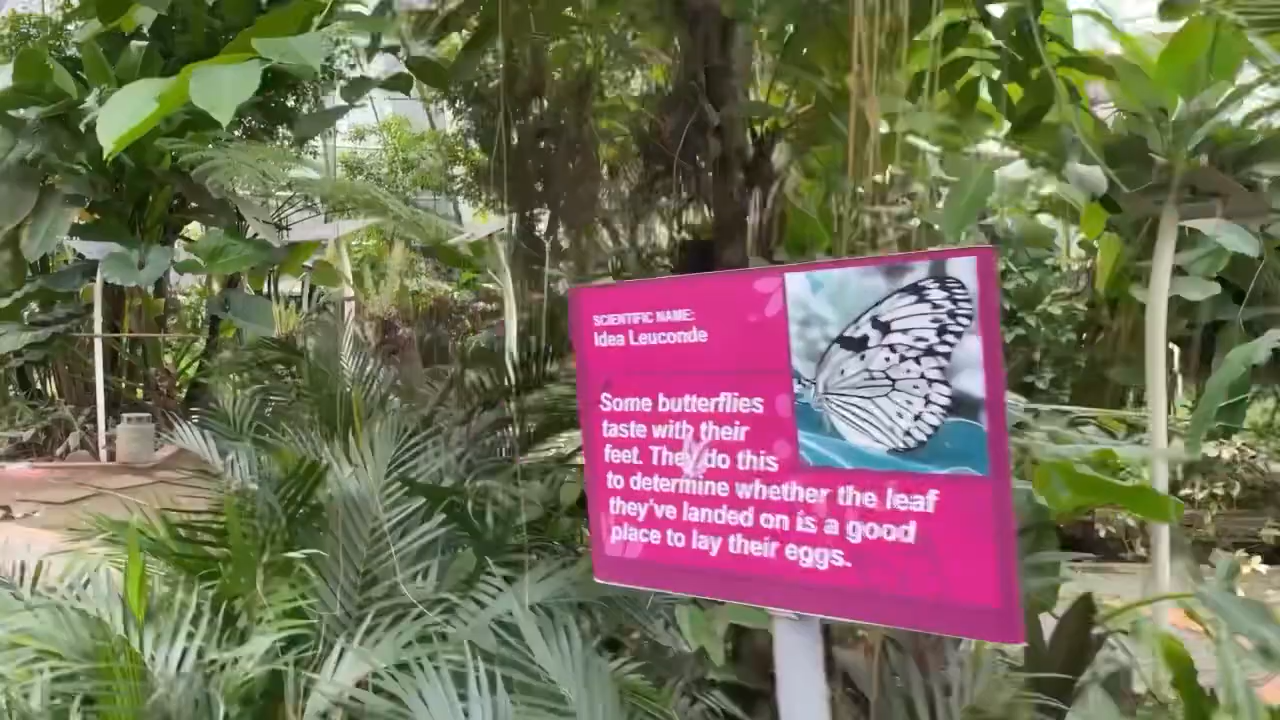 SCIENTIFIC NAME:
Idea Leuconde
Some butterflies
taste with their
feet. They do this
to determine whether the leaf
they've landed on is a good
place to lay their eggs.